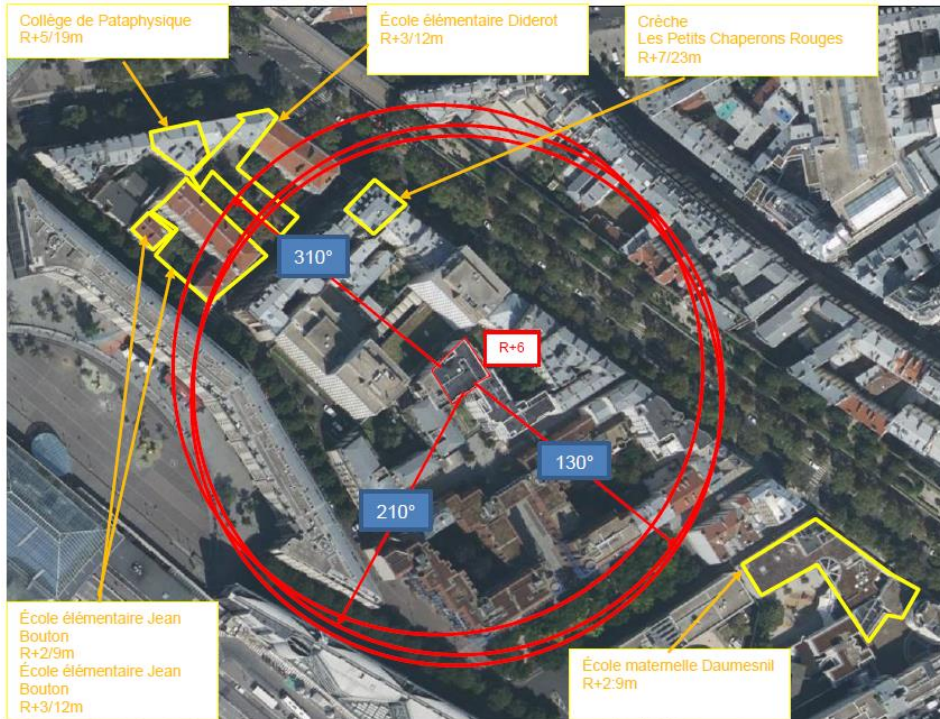 Collège de Pataphysique
R+5/19m
École élémentaire Diderot
R+3/12m
Crèche
Les Petits Chaperons Rouges
R+7/23m
310°
R+6
130°
210°
École élémentaire Jean
Bouton
R+2/9m
École élémentaire Jean
Bouton
R+3/12m
École maternelle Daumesnil
R+2:9m